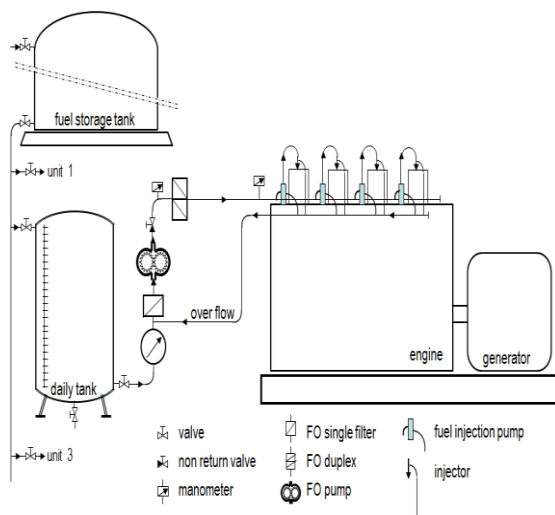 fuel storage tank
unit 1
over flow
engine
generator
daily tank
unit 3
valve
non return valve
manometer
FO single filter
FO duplex
FO pump
fuel injection pump
injector